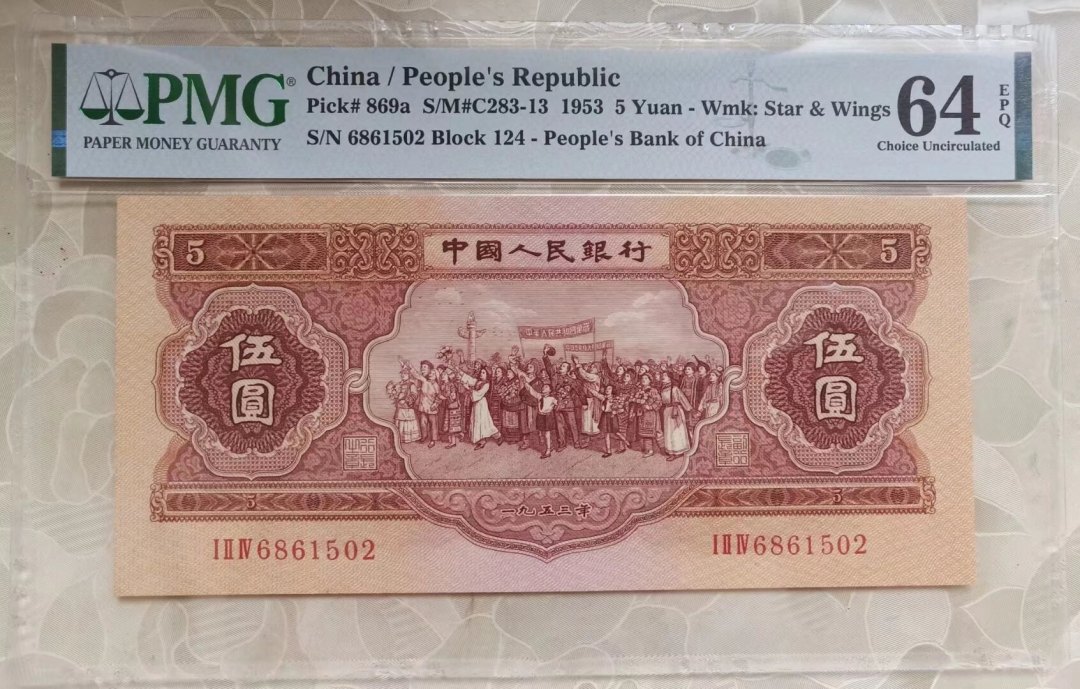 PMG®
PAPER MONEY GUARANTY
China / People's Republic
Pick# 869a S/M#C283-13 1953 5 Yuan - Wmk: Star & Wings
S/N 6861502 Block 124 - People's Bank of China
64
EPQ
Choice Uncirculated
5
中國人民銀行
5
伍圓
伍圓
5
5
一九五三年
I II IV 6861502
I II IV 6861502